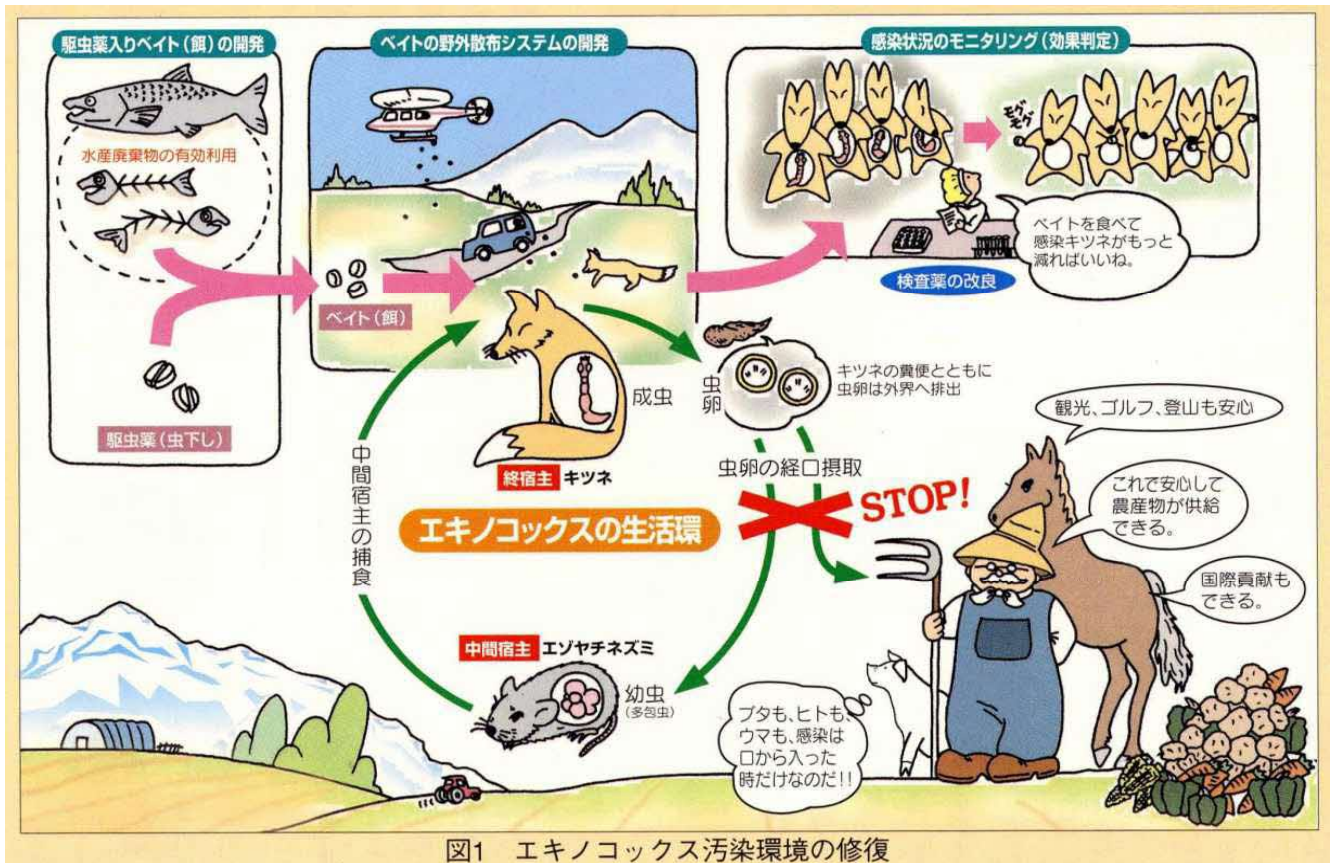 駆虫薬入りベイト(餌)の開発
水産廃棄物の有効利用
駆虫薬(虫下し)
ベイトの野外散布システムの開発
ベイト(餌)
感染状況のモニタリング(効果判定)
モグ
モグ
ベイトを食べて
感染キツネがもっと
減ればいいね。
検査薬の改良
成虫
終宿主 キツネ
虫卵
キツネの糞便とともに
虫卵は外界へ排出
虫卵の経口摂取
STOP!
エキノコックスの生活環
中間宿主の捕食
中間宿主 エゾヤチネズミ
幼虫
(多包虫)
観光、ゴルフ、登山も安心
これで安心して
農産物が供給
できる。
国際貢献も
できる。
ブタも、ヒトも、
ウマも、感染は
口から入った
時だけなのだ!!
図1 エキノコックス汚染環境の修復